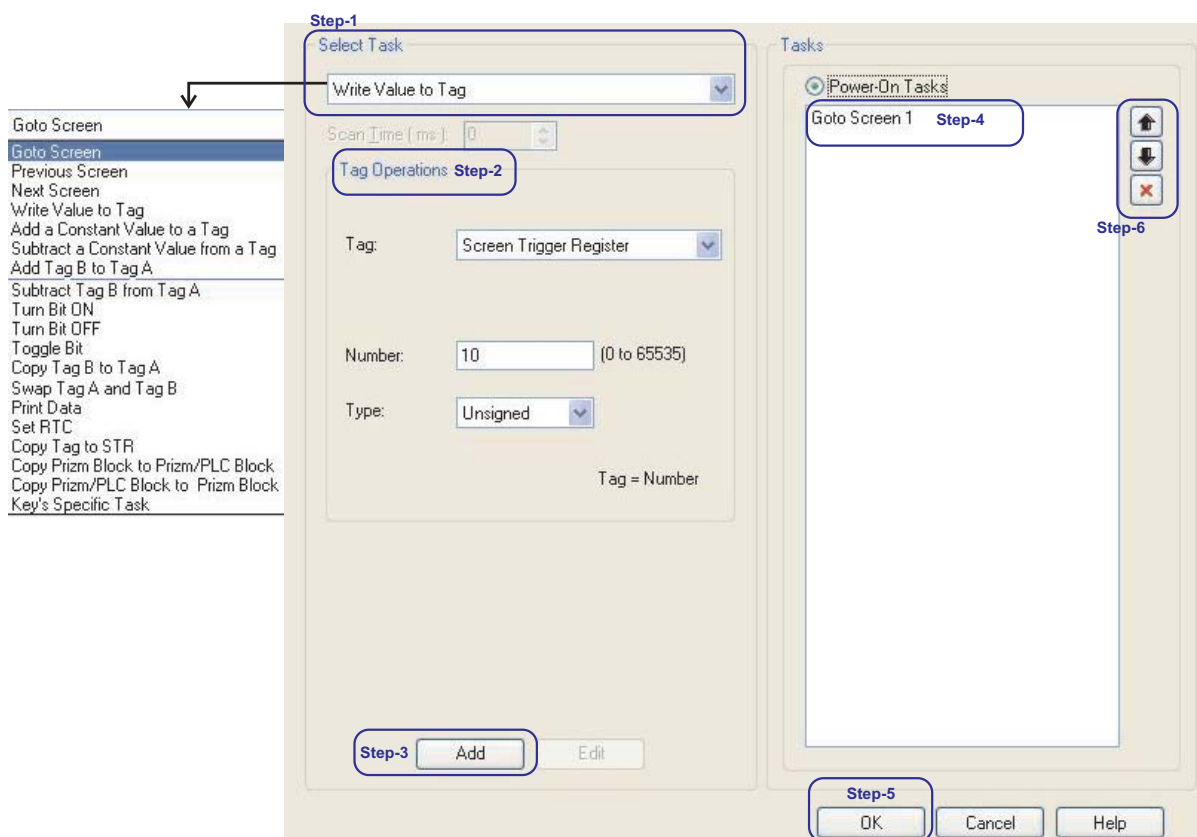 Step-1
Select Task
Write Value to Tag
Scan Time ( ms ): 0
Tag Operations Step-2
Tag: Screen Trigger Register
Number: 10 (0 to 65535)
Type: Unsigned
Tag = Number
Step-3 Add Edit
Goto Screen
Goto Screen
Previous Screen
Next Screen
Write Value to Tag
Add a Constant Value to a Tag
Subtract a Constant Value from a Tag
Add Tag B to Tag A
Subtract Tag B from Tag A
Turn Bit ON
Turn Bit OFF
Toggle Bit
Copy Tag B to Tag A
Swap Tag A and Tag B
Print Data
Set RTC
Copy Tag to STR
Copy Prizm Block to Prizm/PLC Block
Copy Prizm/PLC Block to Prizm Block
Key's Specific Task
Tasks
Power-On Tasks
Goto Screen 1 Step-4
Step-6
Step-5
OK Cancel Help